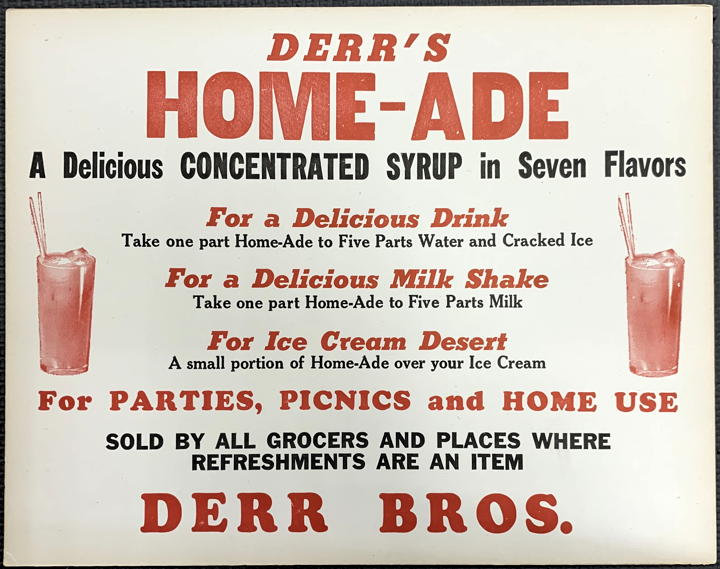 DERR'S
HOME-ADE
A Delicious CONCENTRATED SYRUP in Seven Flavors
For a Delicious Drink
Take one part Home-Ade to Five Parts Water and Cracked Ice
For a Delicious Milk Shake
Take one part Home-Ade to Five Parts Milk
For Ice Cream Desert
A small portion of Home-Ade over your Ice Cream
For PARTIES, PICNICS and HOME USE
SOLD BY ALL GROCERS AND PLACES WHERE
REFRESHMENTS ARE AN ITEM
DERR BROS.